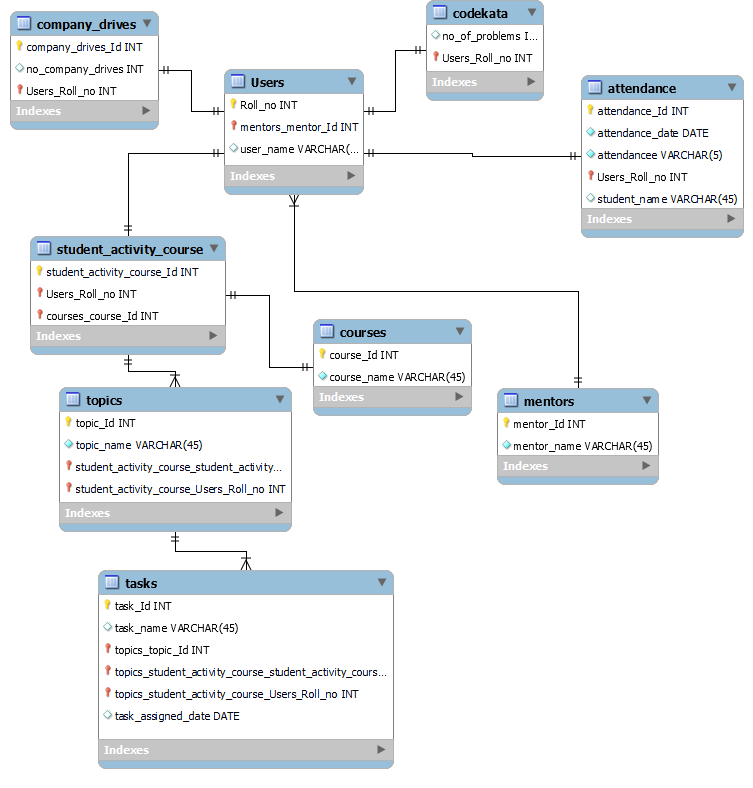 company_drives
company_drives_Id INT
no_company_drives INT
Users_Roll_no INT
Indexes
codekata
no_of_problems I...
Users_Roll_no INT
Indexes
Users
Roll_no INT
mentors_mentor_Id INT
user_name VARCHAR(...
Indexes
attendance
attendance_Id INT
attendance_date DATE
attendancee VARCHAR(5)
Users_Roll_no INT
student_name VARCHAR(45)
Indexes
student_activity_course
student_activity_course_Id INT
Users_Roll_no INT
courses_course_Id INT
Indexes
courses
course_Id INT
course_name VARCHAR(45)
Indexes
topics
topic_Id INT
topic_name VARCHAR(45)
student_activity_course_student_activity...
student_activity_course_Users_Roll_no INT
Indexes
mentors
mentor_Id INT
mentor_name VARCHAR(45)
Indexes
tasks
task_Id INT
task_name VARCHAR(45)
topics_topic_Id INT
topics_student_activity_course_student_activity_cours...
topics_student_activity_course_Users_Roll_no INT
task_assigned_date DATE
Indexes